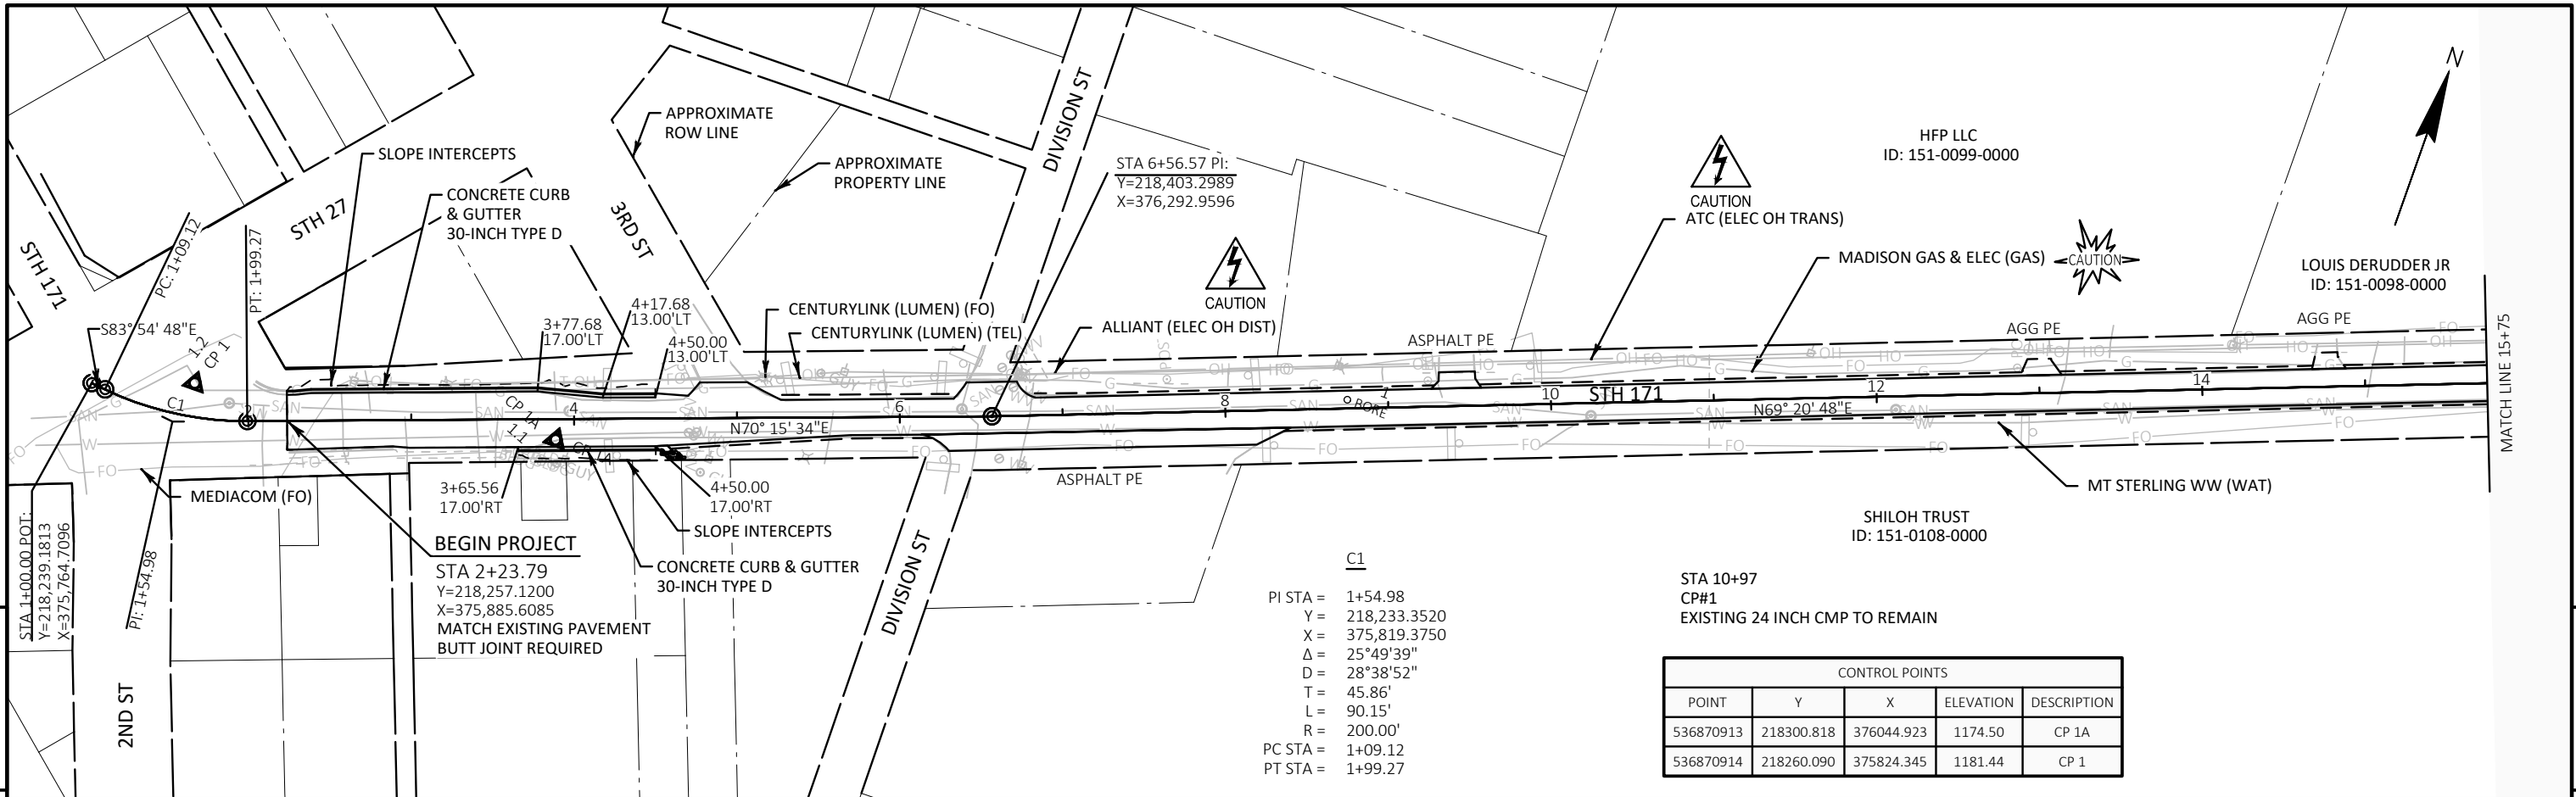 APPROXIMATE
ROW LINE
SLOPE INTERCEPTS
CONCRETE CURB
& GUTTER
30-INCH TYPE D
APPROXIMATE
PROPERTY LINE
STH 27
STH 171
3RD ST
DIVISION ST
STA 6+56.57 PI:
Y=218,403.2989
X=376,292.9596
CAUTION
CAUTION
ATC (ELEC OH TRANS)
HFP LLC
ID: 151-0099-0000
N
MADISON GAS & ELEC (GAS)
CAUTION
LOUIS DERUDDER JR
ID: 151-0098-0000
PC: 1+09.12
PT: 1+99.27
S83° 54' 48"E
1.2
CP 1
C1
3+77.68
17.00'LT
4+17.68
13.00'LT
4+50.00
13.00'LT
CENTURYLINK (LUMEN) (FO)
CENTURYLINK (LUMEN) (TEL)
ALLIANT (ELEC OH DIST)
ASPHALT PE
AGG PE
AGG PE
MATCH LINE 15+75
2
4
6
8
10
12
14
CP 1A
1.1
N70° 15' 34"E
BORE
STH 171
N69° 20' 48"E
MEDIACOM (FO)
3+65.56
17.00'RT
4+50.00
17.00'RT
SLOPE INTERCEPTS
ASPHALT PE
MT STERLING WW (WAT)
SHILOH TRUST
ID: 151-0108-0000
STA 1+00.00 POT:
Y=218,239.1813
X=375,764.7096
PI: 1+54.98
2ND ST
BEGIN PROJECT
STA 2+23.79
Y=218,257.1200
X=375,885.6085
MATCH EXISTING PAVEMENT
BUTT JOINT REQUIRED
CONCRETE CURB & GUTTER
30-INCH TYPE D
DIVISION ST
C1
PI STA = 1+54.98
Y = 218,233.3520
X = 375,819.3750
Δ = 25°49'39"
D = 28°38'52"
T = 45.86'
L = 90.15'
R = 200.00'
PC STA = 1+09.12
PT STA = 1+99.27
STA 10+97
CP#1
EXISTING 24 INCH CMP TO REMAIN
CONTROL POINTS
POINT Y X ELEVATION DESCRIPTION
536870913 218300.818 376044.923 1174.50 CP 1A
536870914 218260.090 375824.345 1181.44 CP 1